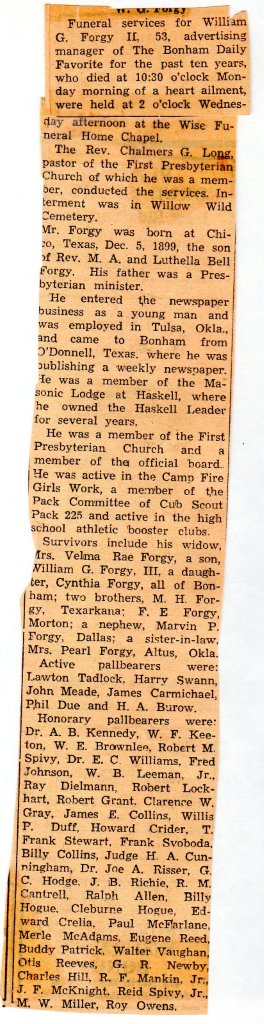 W. G. Forgy
Funeral services for William
G. Forgy II, 53, advertising
manager of The Bonham Daily
Favorite for the past ten years,
who died at 10:30 o'clock Mon-
day morning of a heart ailment,
were held at 2 o'clock Wednes-
day afternoon at the Wise Fu-
neral Home Chapel.
The Rev. Chalmers G. Long,
pastor of the First Presbyterian
Church of which he was a mem-
ber, conducted the services. In-
terment was in Willow Wild
Cemetery.
Mr. Forgy was born at Chi-
co, Texas, Dec. 5, 1899, the son
of Rev. M. A. and Luthella Bell
Forgy. His father was a Pres-
byterian minister.
He entered the newspaper
business as a young man and
was employed in Tulsa, Okla.,
and came to Bonham from
O'Donnell, Texas, where he was
publishing a weekly newspaper.
He was a member of the Ma-
sonic Lodge at Haskell, where
he owned the Haskell Leader
for several years.
He was a member of the First
Presbyterian Church and a
member of the official board.
He was active in the Camp Fire
Girls Work, a member of the
Pack Committee of Cub Scout
Pack 225 and active in the high
school athletic booster clubs.
Survivors include his widow,
Mrs. Velma Rae Forgy, a son,
William G. Forgy, III, a daugh-
ter, Cynthia Forgy, all of Bon-
ham; two brothers, M. H. For-
gy, Texarkana; F. E. Forgy,
Morton; a nephew, Marvin P.
Forgy, Dallas; a sister-in-law,
Mrs. Pearl Forgy, Altus, Okla.
Active pallbearers were:
Lawton Tadlock, Harry Swann,
John Meade, James Carmichael,
Phil Due and H. A. Burow.
Honorary pallbearers were:
Dr. A. B. Kennedy, W. F. Kee-
ton, W. E. Brownlee, Robert M.
Spivy, Dr. E. C. Williams, Fred
Johnson, W. B. Leeman, Jr.,
Ray Dielmann, Robert Lock-
hart, Robert Grant, Clarence W.
Gray, James E. Collins, Willis
P. Duff, Howard Crider, T.
Frank Stewart, Frank Svoboda,
Billy Collins, Judge H. A. Cun-
ningham, Dr. Joe A. Risser, G.
C. Hodge, J. B. Richie, R. M.
Cantrell, Ralph Allen, Billy
Hogue, Cleburne Hogue, Ed-
ward Crelia, Paul McFarlane,
Merle McAdams, Eugene Reed,
Buddy Patrick, Walter Vaughan,
Otis Reeves, G. R. Newby,
Charles Hill, R. F. Mankin, Jr.,
J. F. McKnight, Reid Spivy, Jr.,
M. W. Miller, Roy Owens.